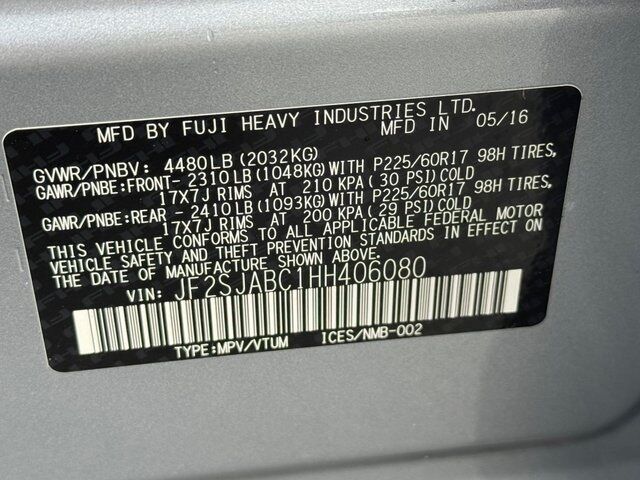 MFD BY FUJI HEAVY INDUSTRIES LTD.
MFD IN 05/16
GVWR/PNBV: 4480LB(2032KG)
GAWR/PNBE:FRONT-2310LB(1048KG)WITH P225/60R17 98H TIRES,
17X7J RIMS AT 210 KPA(30 PSI)COLD
GAWR/PNBE:REAR -2410LB(1093KG)WITH P225/60R17 98H TIRES,
17X7J RIMS AT 200 KPA(29 PSI)COLD
THIS VEHICLE CONFORMS TO ALL APPLICABLE FEDERAL MOTOR
VEHICLE SAFETY AND THEFT PREVENTION STANDARDS IN EFFECT ON
THE DATE OF MANUFACTURE SHOWN ABOVE.
VIN: JF2SJABC1HH406080
TYPE:MPV/VTUM ICES/NMB-002